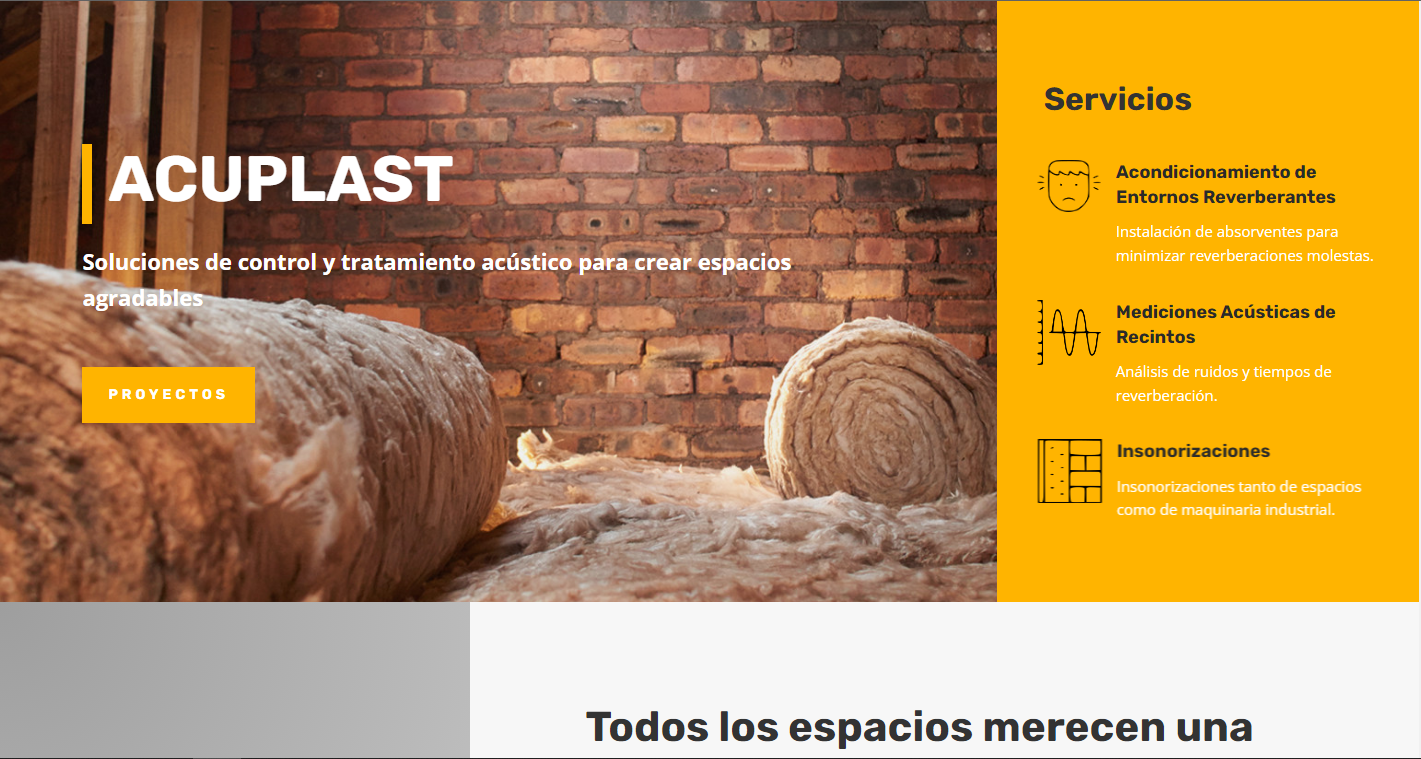 ACUPLAST
Soluciones de control y tratamiento acústico para crear espacios
agradables
PROYECTOS
Servicios
Acondicionamiento de
Entornos Reverberantes
Instalación de absorventes para
minimizar reverberaciones molestas.
Mediciones Acústicas de
Recintos
Análisis de ruidos y tiempos de
reverberación.
Insonorizaciones
Insonorizaciones tanto de espacios
como de maquinaria industrial.
Todos los espacios merecen una